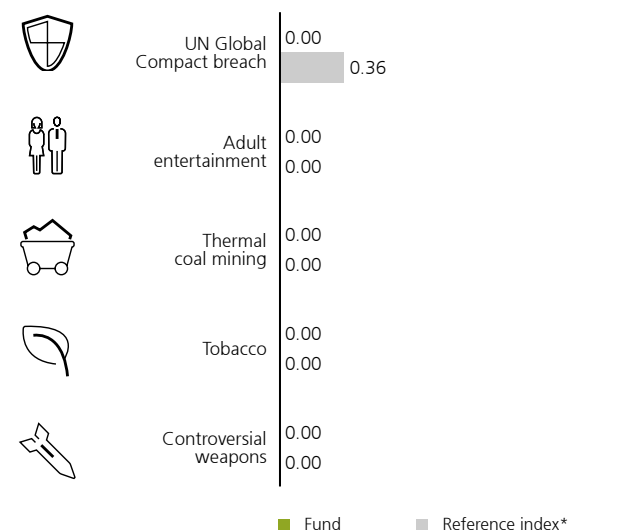 UN Global
Compact breach
0.00
0.36
Adult
entertainment
0.00
0.00
Thermal
coal mining
0.00
0.00
Tobacco
0.00
0.00
Controversial
weapons
0.00
0.00
Fund
Reference index*